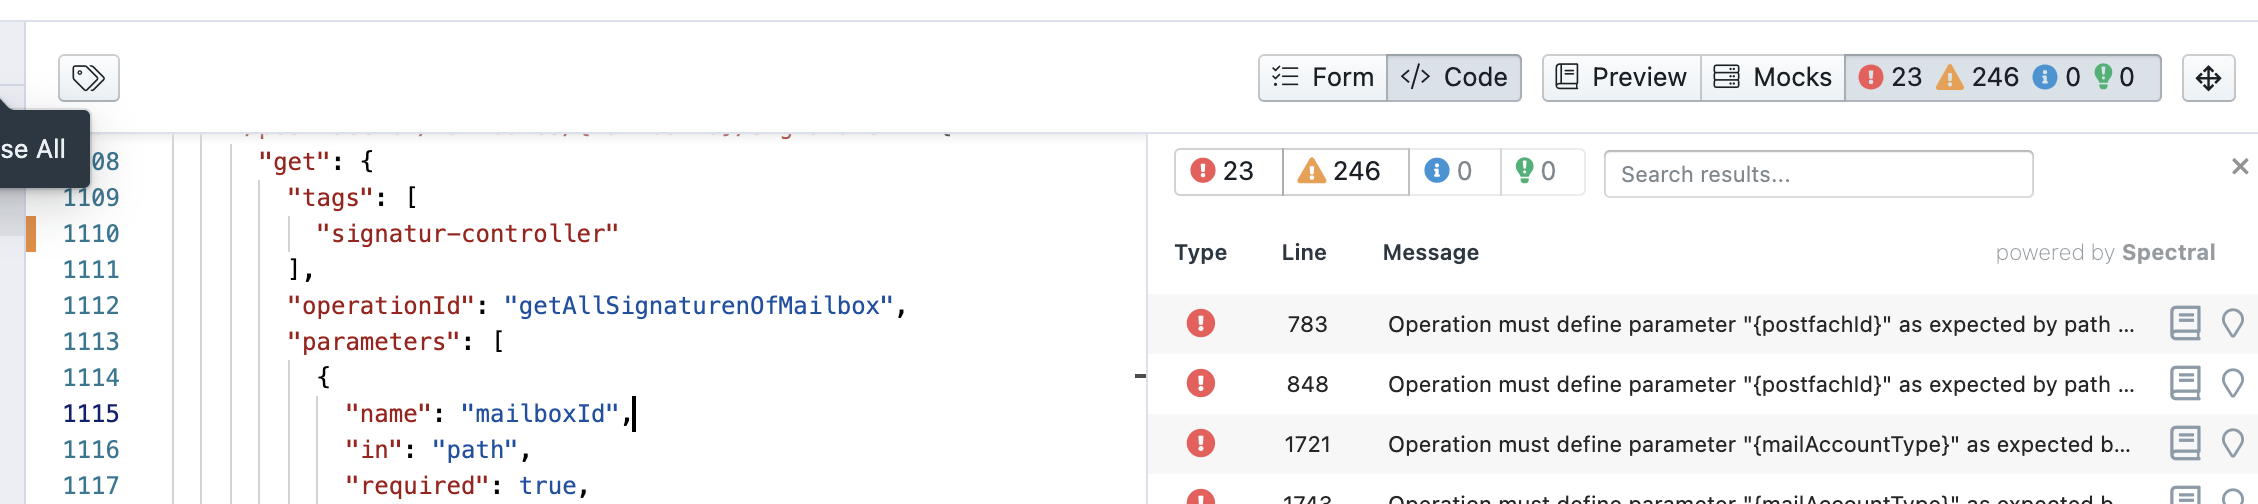 Form
Code
Preview
Mocks
23
246
0
0
se All
08
"get": {
1109
"tags": [
1110
"signatur-controller"
1111
],
1112
"operationId": "getAllSignaturenOfMailbox",
1113
"parameters": [
1114
{
1115
"name": "mailboxId",
1116
"in": "path",
1117
"required": true,
23
246
0
0
Search results...
Type
Line
Message
powered by Spectral
783
Operation must define parameter "{postfachId}" as expected by path ...
848
Operation must define parameter "{postfachId}" as expected by path ...
1721
Operation must define parameter "{mailAccountType}" as expected b...
1743
Operation must define parameter "{mailAccountType}" as expected b